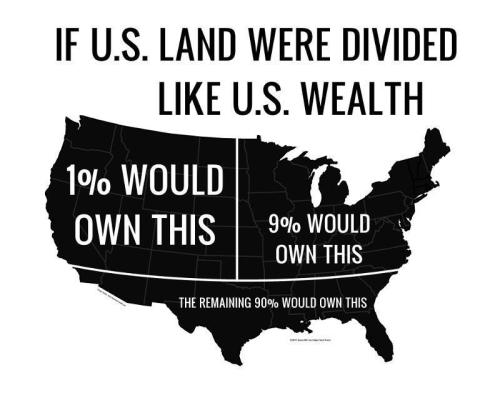 IF U.S. LAND WERE DIVIDED
LIKE U.S. WEALTH
1% WOULD
OWN THIS
9% WOULD
OWN THIS
THE REMAINING 90% WOULD OWN THIS